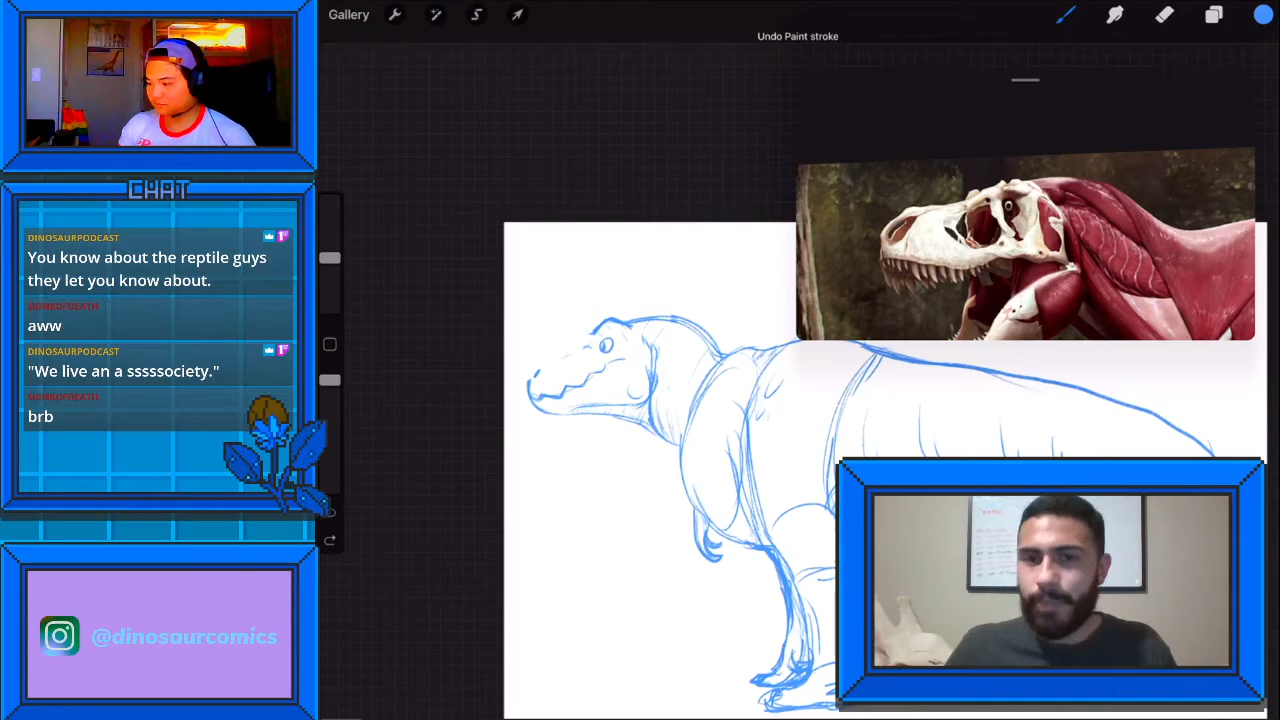 Gallery
Undo Paint stroke
CHAT
DINOSAURPODCAST
You know about the reptile guys
they let you know about.
aww
DINOSAURPODCAST
"We live an a sssssociety."
brb
@dinosaurcomics